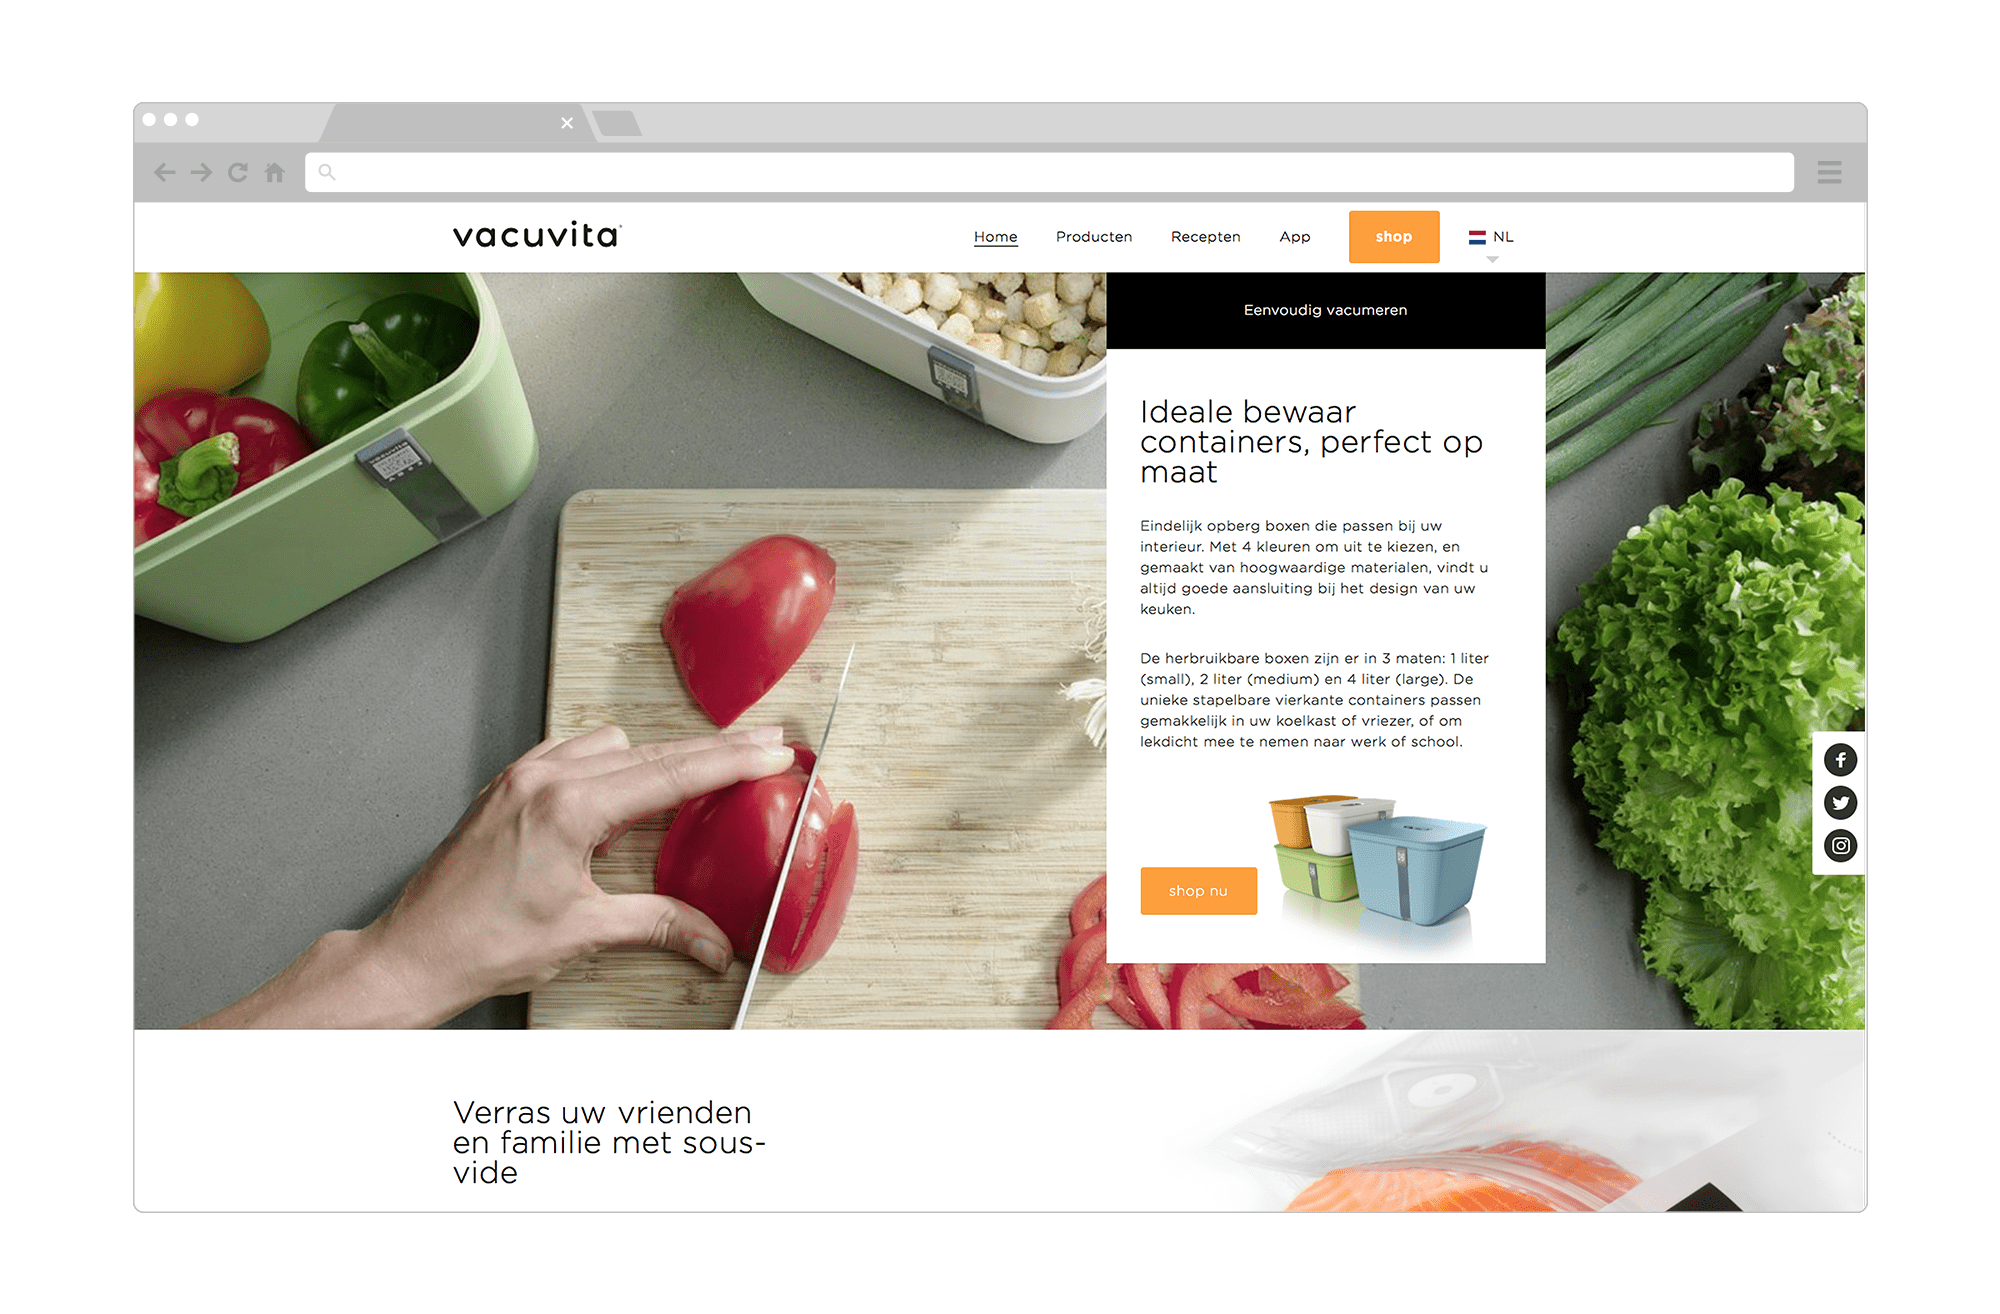 vacuvita
Home
Producten
Recepten
App
shop
NL
Eenvoudig vacumeren
Ideale bewaar
containers, perfect op
maat
Eindelijk opberg boxen die passen bij uw
interieur. Met 4 kleuren om uit te kiezen, en
gemaakt van hoogwaardige materialen, vindt u
altijd goede aansluiting bij het design van uw
keuken.
De herbruikbare boxen zijn er in 3 maten: 1 liter
(small), 2 liter (medium) en 4 liter (large). De
unieke stapelbare vierkante containers passen
gemakkelijk in uw koelkast of vriezer, of om
lekdicht mee te nemen naar werk of school.
shop nu
Verras uw vrienden
en familie met sous-
vide